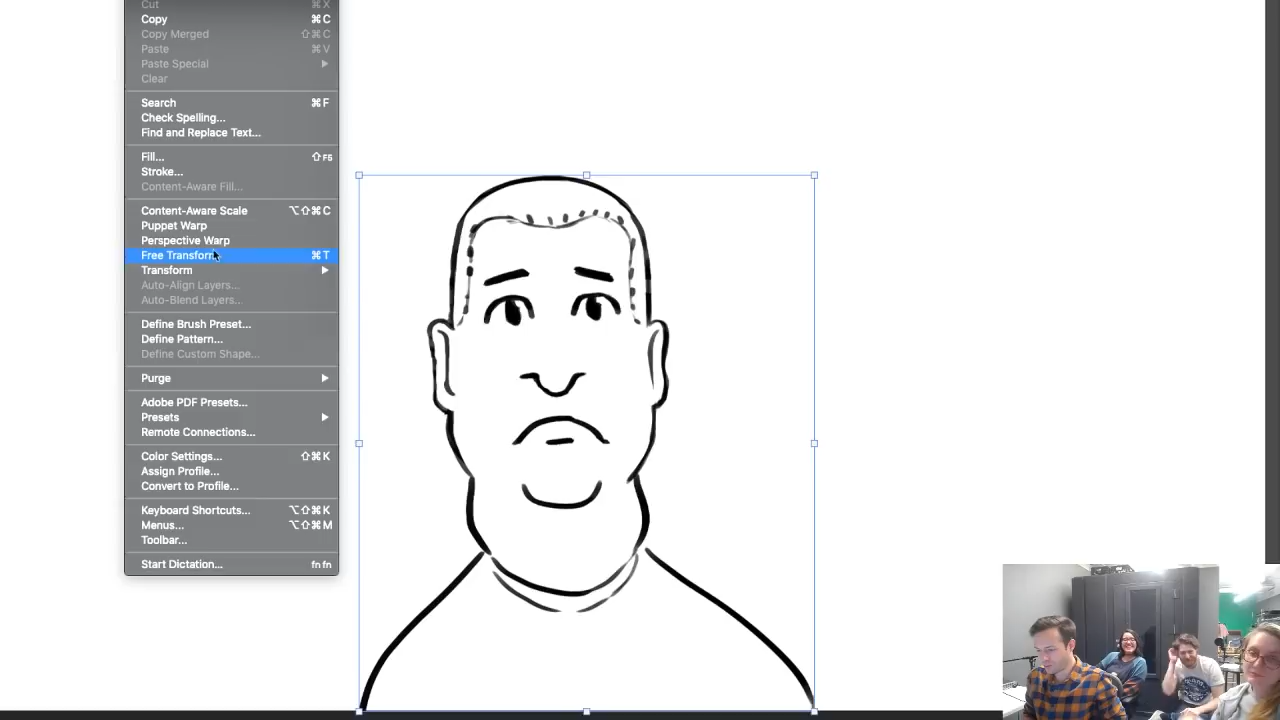 Cut ⌘X
Copy ⌘C
Copy Merged ⇧⌘C
Paste ⌘V
Paste Special
Clear
Search ⌘F
Check Spelling...
Find and Replace Text...
Fill... ⇧F5
Stroke...
Content-Aware Fill...
Content-Aware Scale ⌥⇧⌘C
Puppet Warp
Perspective Warp
Free Transform ⌘T
Transform
Auto-Align Layers...
Auto-Blend Layers...
Define Brush Preset...
Define Pattern...
Define Custom Shape...
Purge
Adobe PDF Presets...
Presets
Remote Connections...
Color Settings... ⇧⌘K
Assign Profile...
Convert to Profile...
Keyboard Shortcuts... ⌥⇧⌘K
Menus... ⌥⇧⌘M
Toolbar...
Start Dictation... fn fn